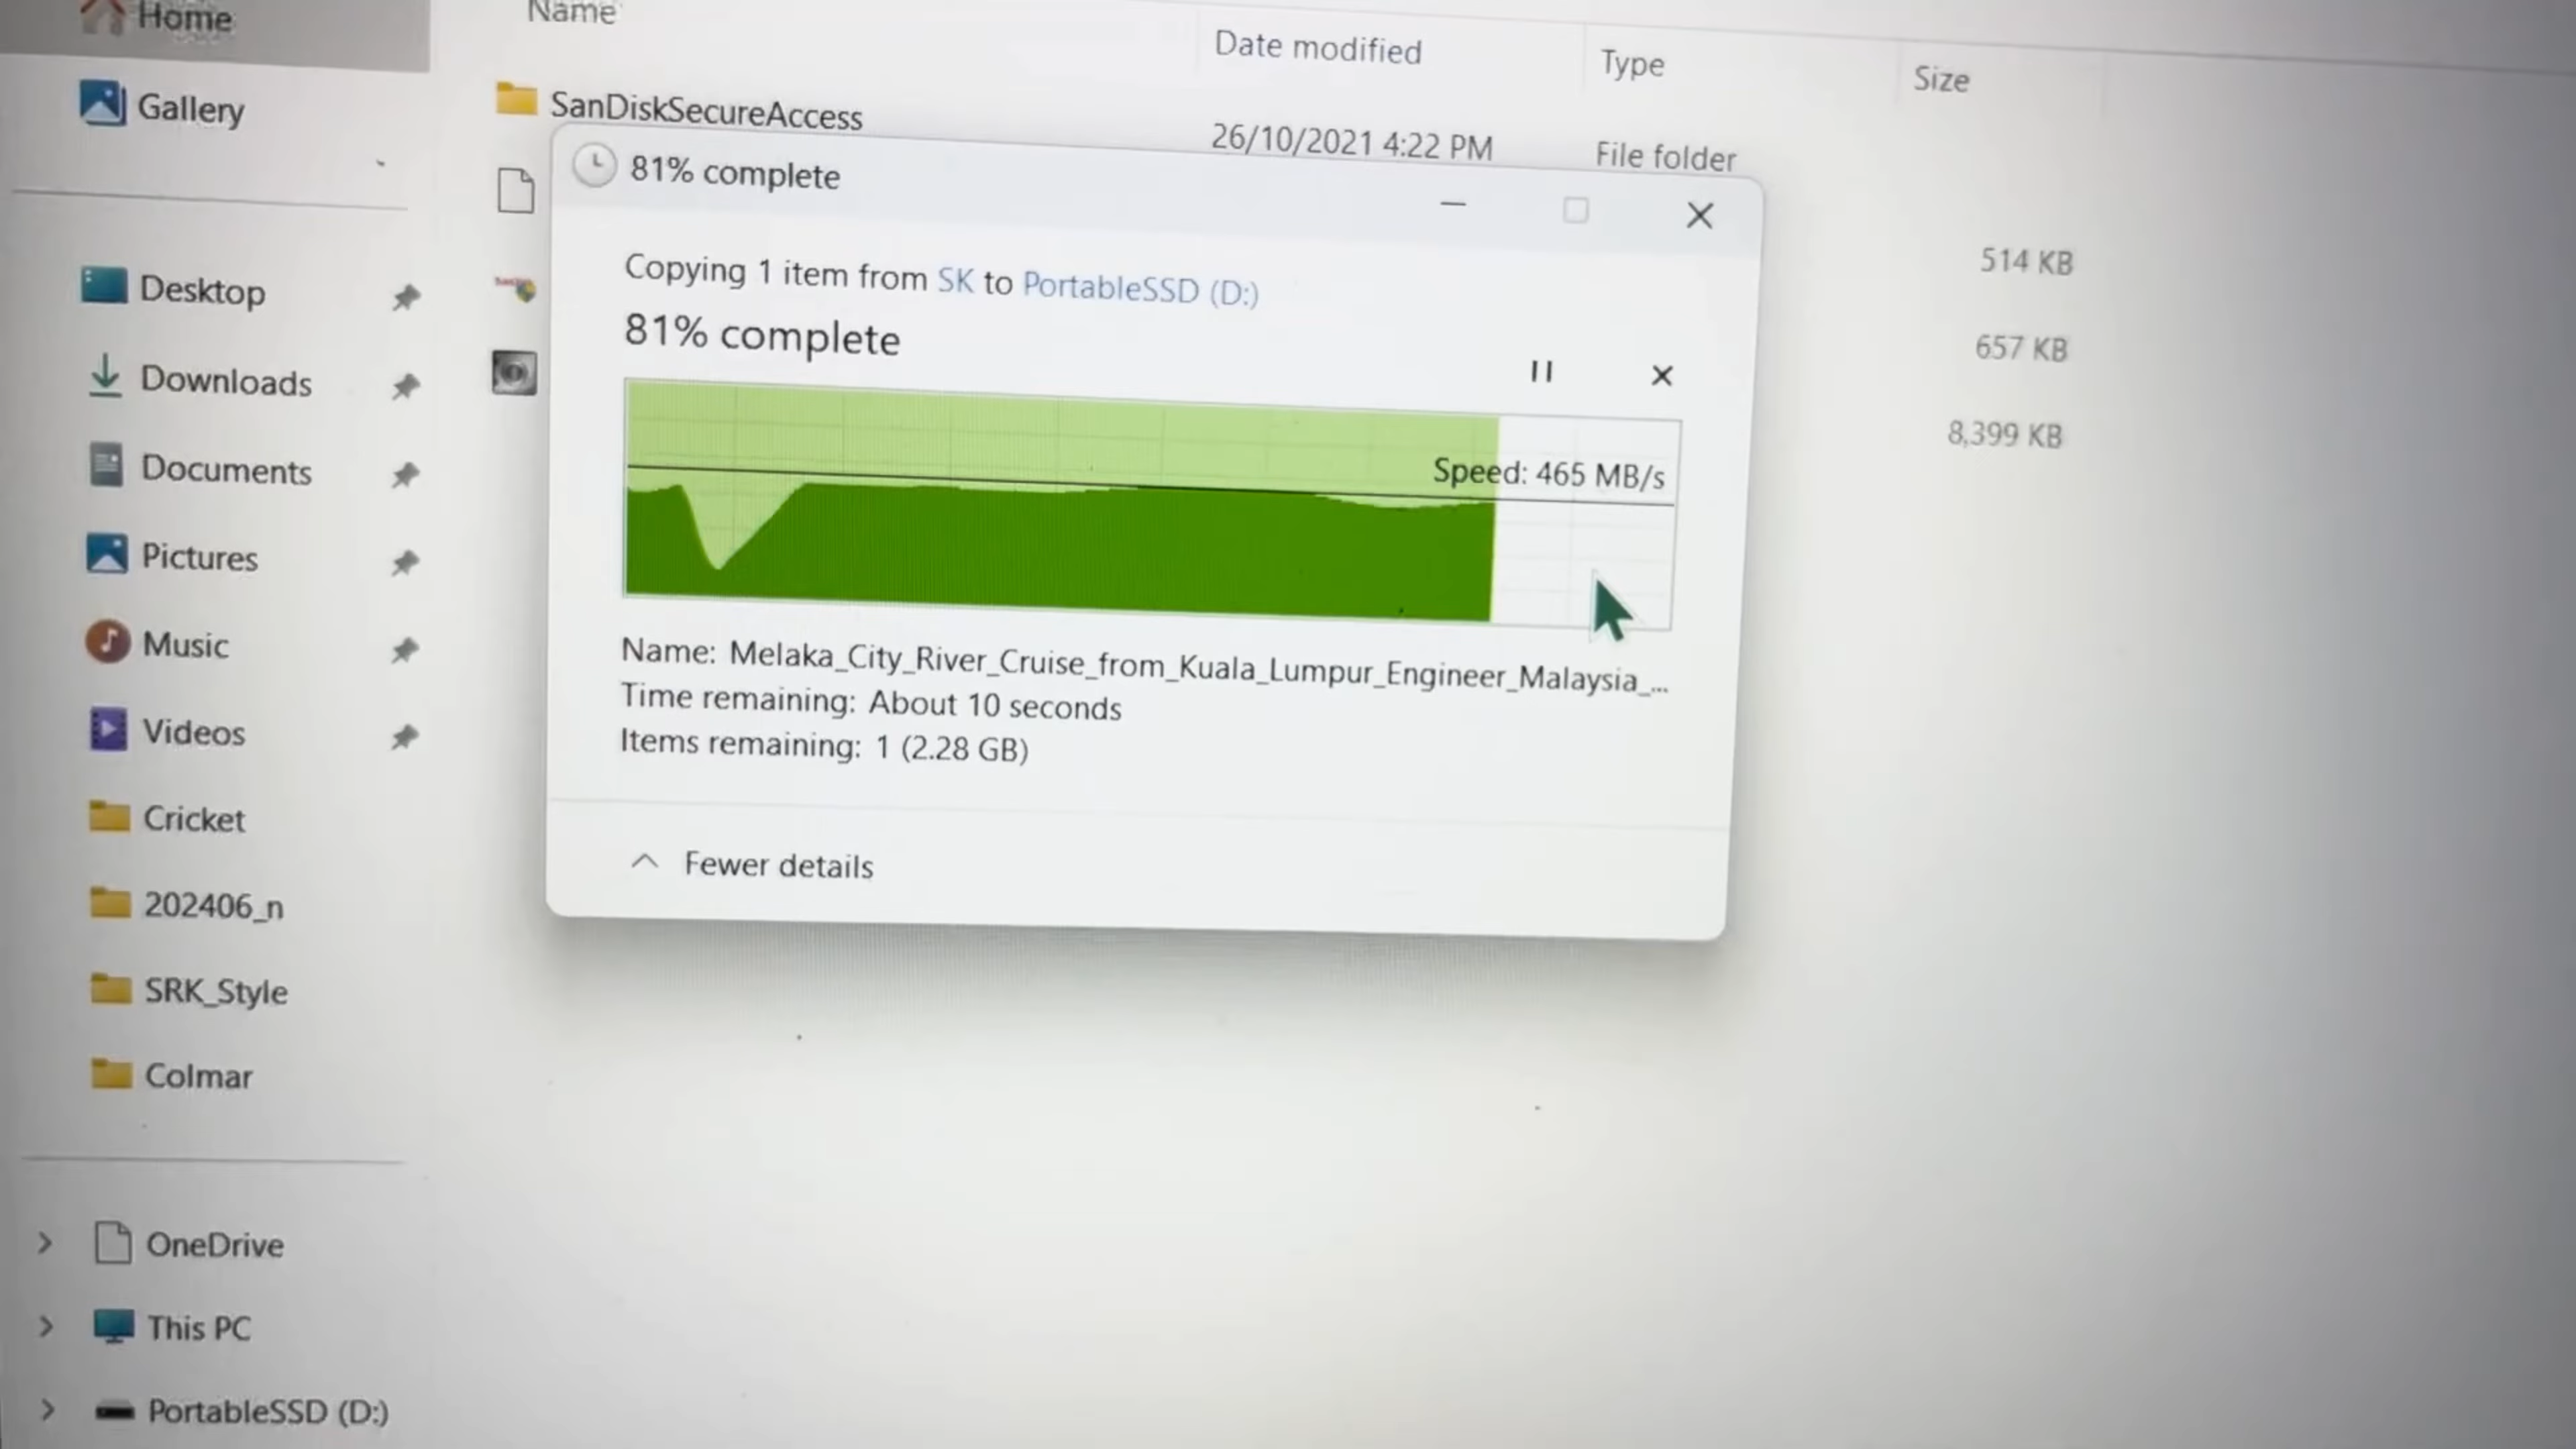 Home
Name
Date modified
Type
Size
Gallery
SanDiskSecureAccess
26/10/2021 4:22 PM
File folder
81% complete
514 KB
657 KB
8,399 KB
Copying 1 item from SK to PortableSSD (D:)
81% complete
Speed: 465 MB/s
Name: Melaka_City_River_Cruise_from_Kuala_Lumpur_Engineer_Malaysia_...
Time remaining: About 10 seconds
Items remaining: 1 (2.28 GB)
Fewer details
Desktop
Downloads
Documents
Pictures
Music
Videos
Cricket
202406_n
SRK_Style
Colmar
OneDrive
This PC
PortableSSD (D:)